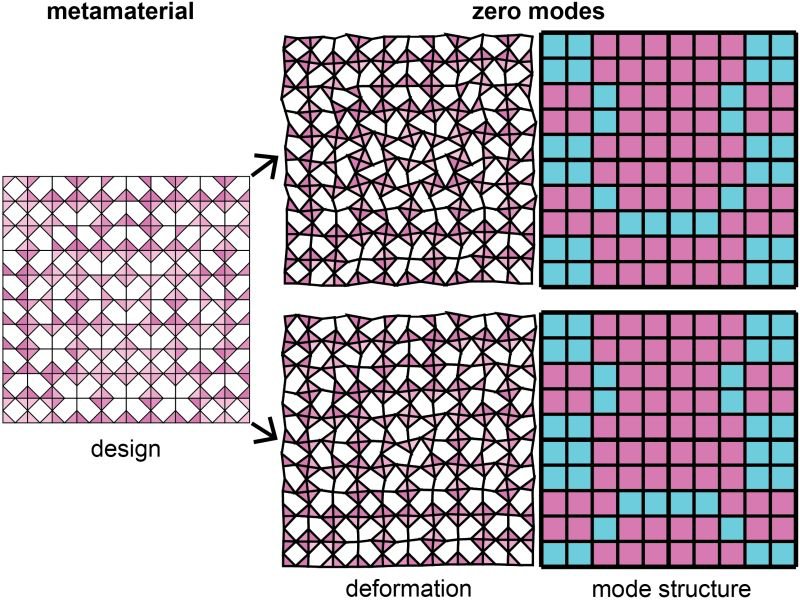 metamaterial
zero modes
design
deformation
mode structure